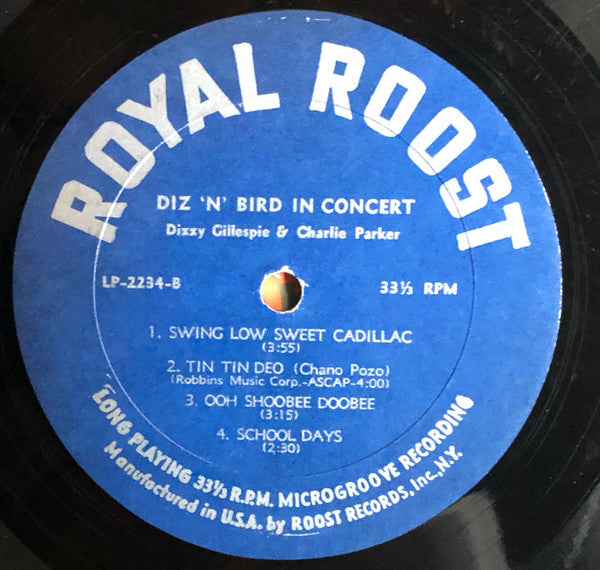 ROYAL ROOST
DIZ 'N' BIRD IN CONCERT
Dizzy Gillespie & Charlie Parker
LP-2234-B 33⅓ RPM
1. SWING LOW SWEET CADILLAC
(3:55)
2. TIN TIN DEO (Chano Pozo)
(Robbins Music Corp.-ASCAP-4:00)
3. OOH SHOOBEE DOOBEE
(3:15)
4. SCHOOL DAYS
(2:30)
LONG PLAYING 33⅓ R.P.M. MICROGROOVE RECORDING
Manufactured in U.S.A. by ROOST RECORDS, Inc., N.Y.